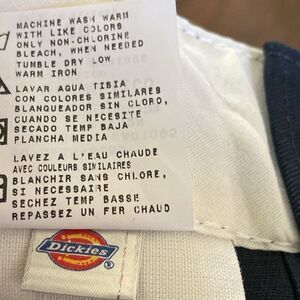 MACHINE WASH WARM
WITH LIKE COLORS
ONLY NON-CHLORINE
BLEACH, WHEN NEEDED
TUMBLE DRY LOW
WARM IRON
LAVAR AGUA TIBIA
CON COLORES SIMILARES
BLANQUEADOR SIN CLORO,
CUANDO SE NECESITE
SECADO TEMP BAJA
PLANCHA MEDIA
LAVEZ A L'EAU CHAUDE
AVEC COULEURS SIMILAIRES
BLANCHIR SANS CHLORE,
SI NECESSAIRE
SECHEZ TEMP BASSE
REPASSEZ UN FER CHAUD
Dickies